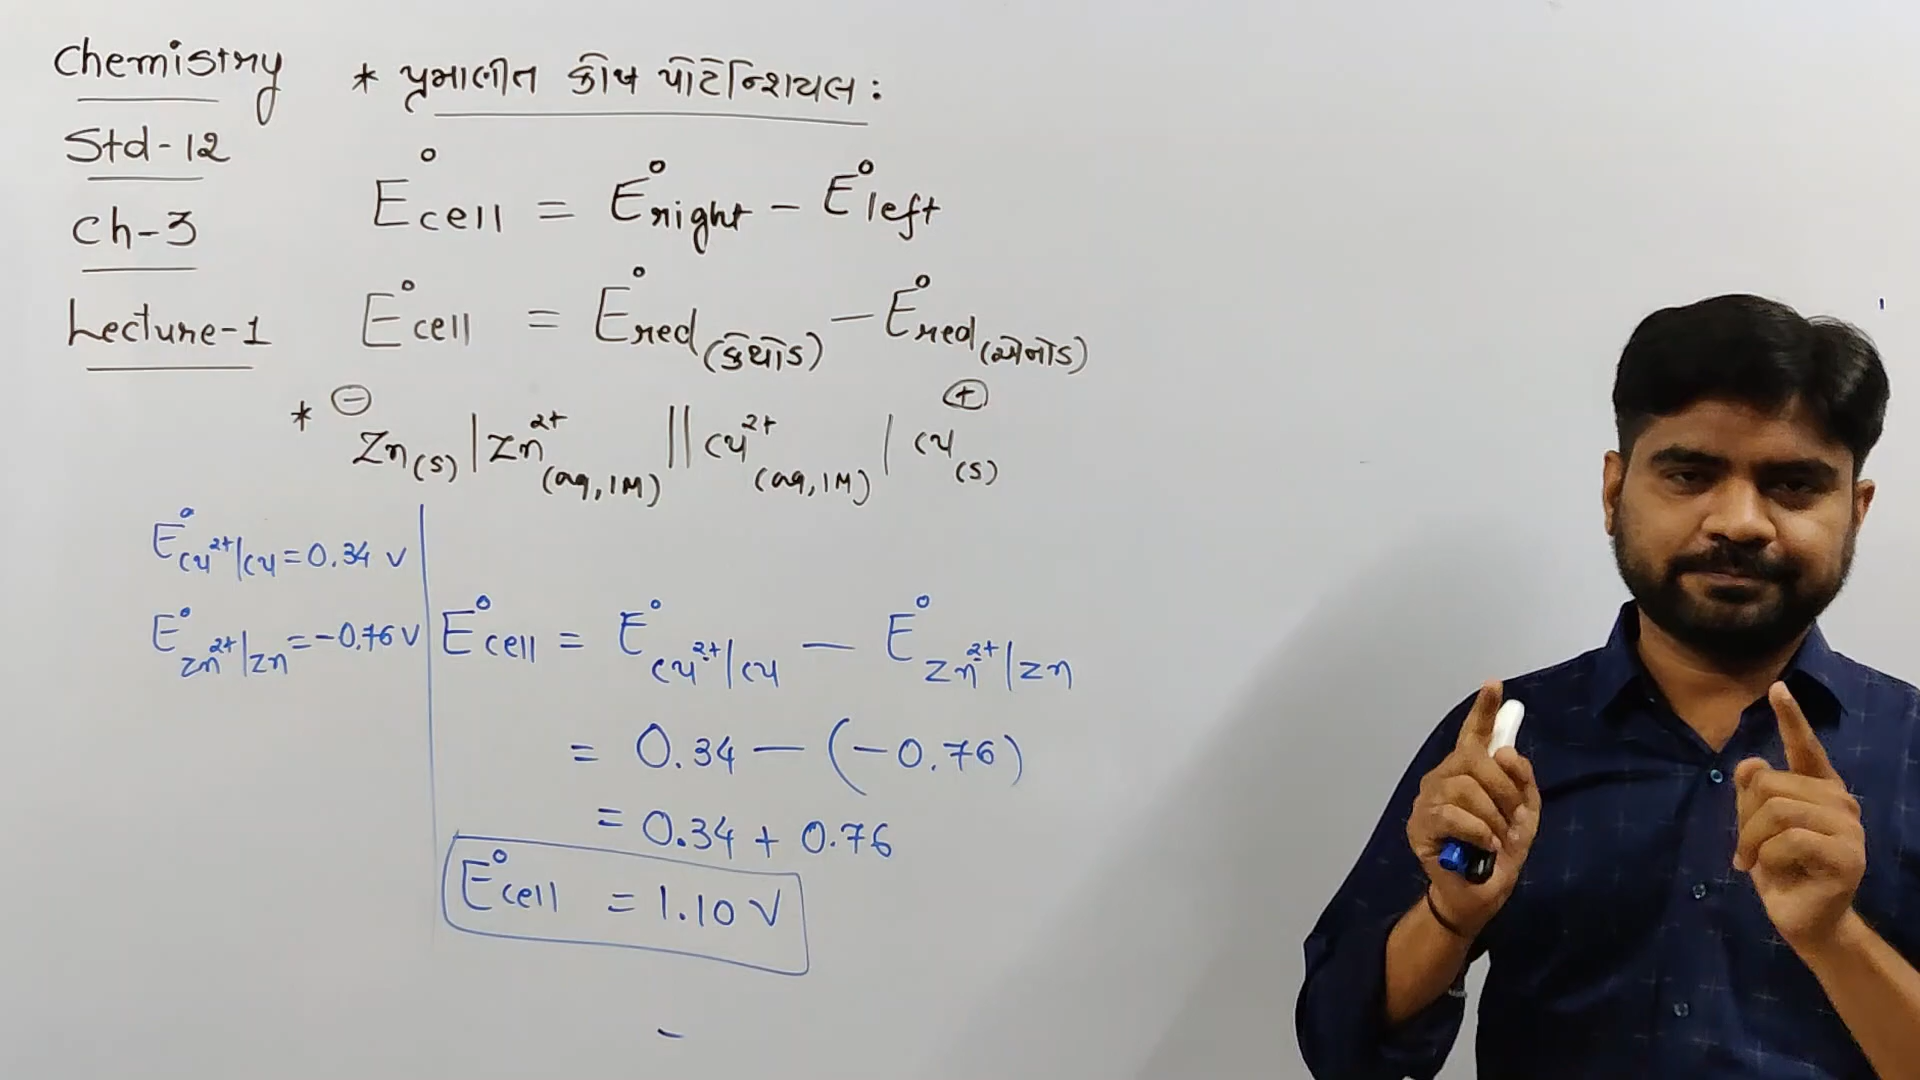 Chemistry
Std-12
Ch-3
Lecture-1
* પ્રમાણીત કોષ પોટેન્શિયલ :
E°cell = E°right - E°left
E°cell = E°red(કેથોડ) - E°red(એનોડ)
* ⊖ Zn(s) | Zn²⁺(aq, 1M) || Cu²⁺(aq, 1M) | Cu(s) ⊕
E°Cu²⁺/Cu = 0.34 V
E°Zn²⁺/Zn = -0.76 V
E°cell = E°Cu²⁺/Cu - E°Zn²⁺/Zn
= 0.34 - (-0.76)
= 0.34 + 0.76
E°cell = 1.10 V